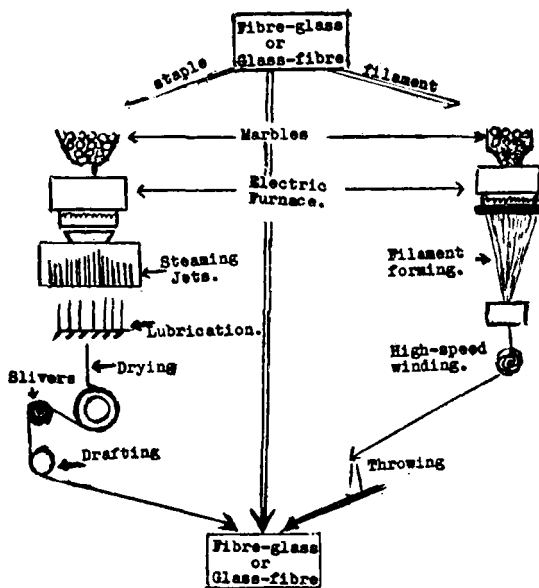 Fibre-glass
or
Glass-fibre
staple
filament
Marbles
Electric
Furnace.
Steaming
Jets.
Filament
forming.
Lubrication.
High-speed
winding.
Drying
Slivers
Drafting
Throwing
Fibre-glass
or
Glass-fibre